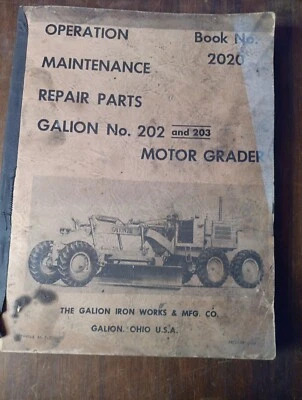 OPERATION Book No.
MAINTENANCE 2020
REPAIR PARTS
GALION No. 202 and 203
MOTOR GRADER
GALION
THE GALION IRON WORKS & MFG. CO.
GALION, OHIO U.S.A.